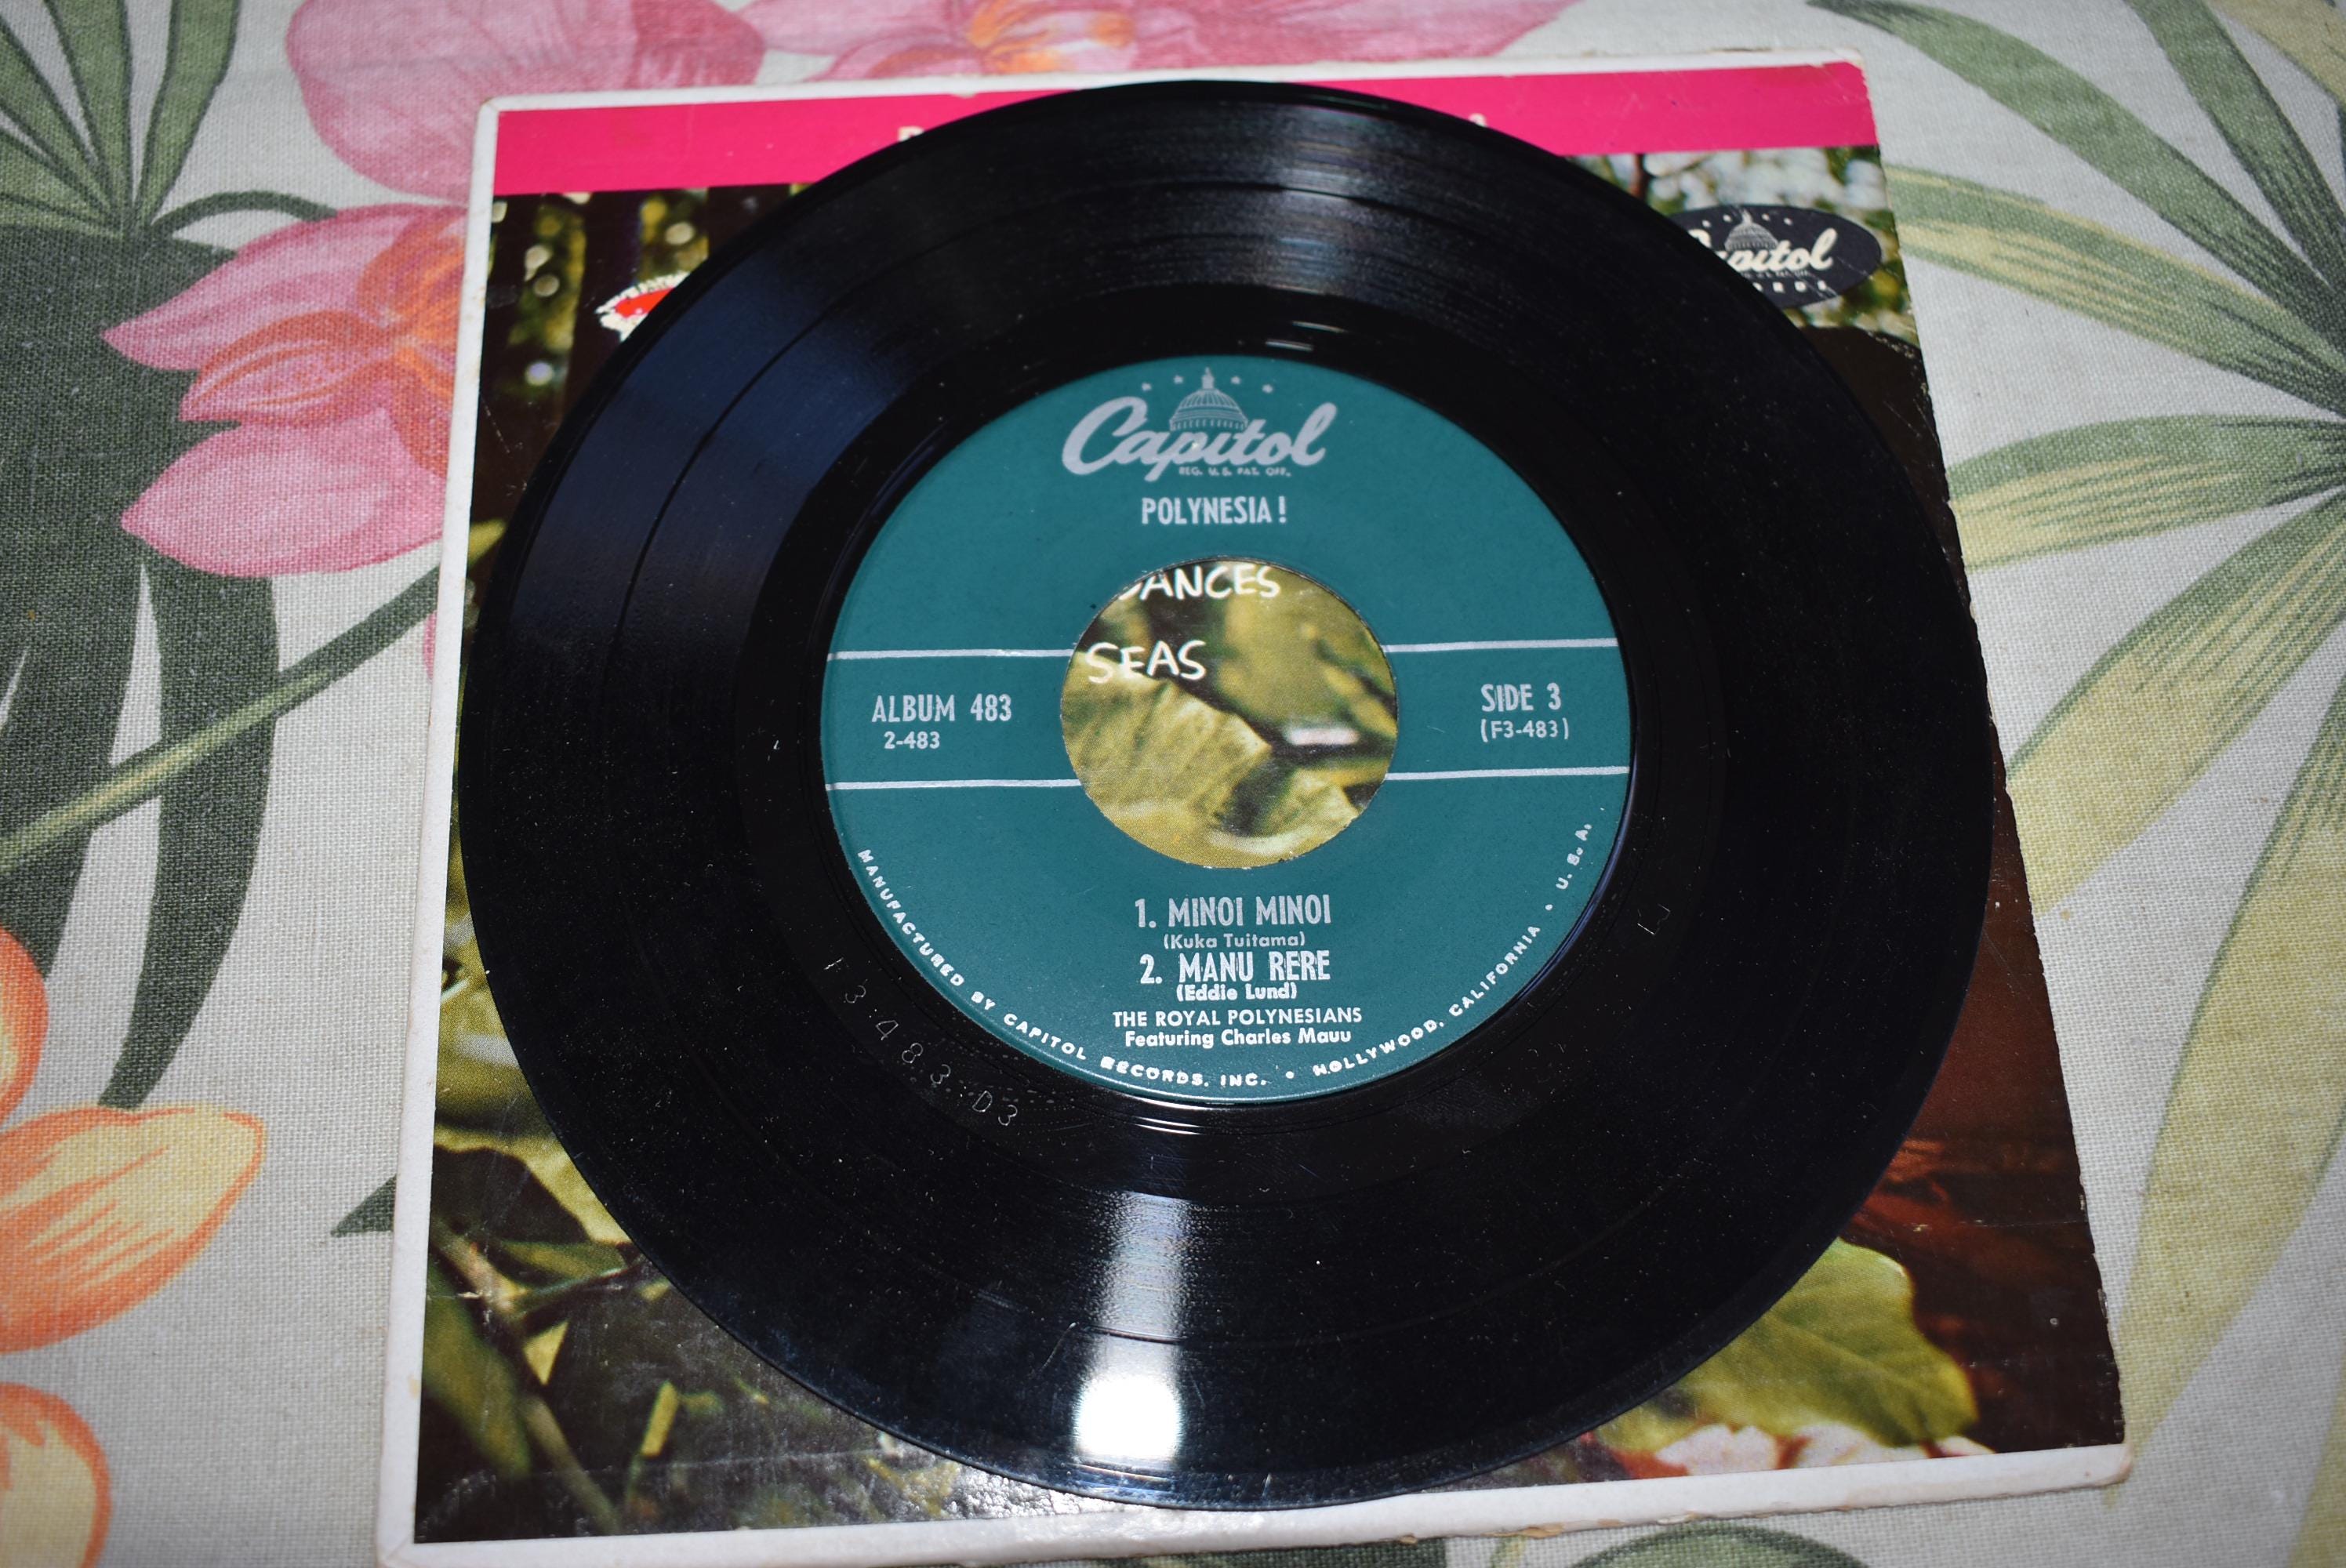 Capitol
Capitol
REG. U.S. PAT. OFF.
POLYNESIA!
DANCES
SEAS
ALBUM 483
2-483
SIDE 3
(F3-483)
1. MINOI MINOI
(Kuka Tuitama)
2. MANU RERE
(Eddie Lund)
THE ROYAL POLYNESIANS
Featuring Charles Mauu
MANUFACTURED BY CAPITOL RECORDS, INC. • HOLLYWOOD, CALIFORNIA • U.S.A.
F3-483-D3